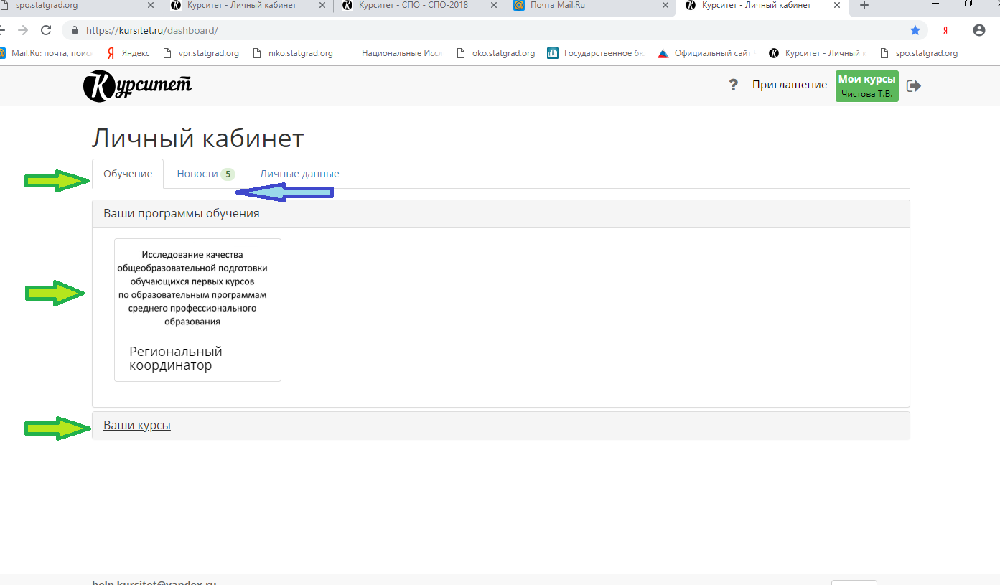 spo.statgrad.org
Курситет - Личный кабинет
Курситет - СПО - СПО-2018
Почта Mail.Ru
Курситет - Личный кабинет
https://kursitet.ru/dashboard/
Я
Mail.Ru: почта, поис
Я Яндекс
vpr.statgrad.org
niko.statgrad.org
Национальные Иссл
oko.statgrad.org
Государственное бю
Официальный сайт
Курситет - Личный к
spo.statgrad.org
Курситет
? Приглашение
Мои курсы
Чистова Т.В.
Личный кабинет
Обучение Новости 5 Личные данные
Ваши программы обучения
Исследование качества
общеобразовательной подготовки
обучающихся первых курсов
по образовательным программам
среднего профессионального
образования
Региональный
координатор
Ваши курсы
help.kursitet@yandex.ru